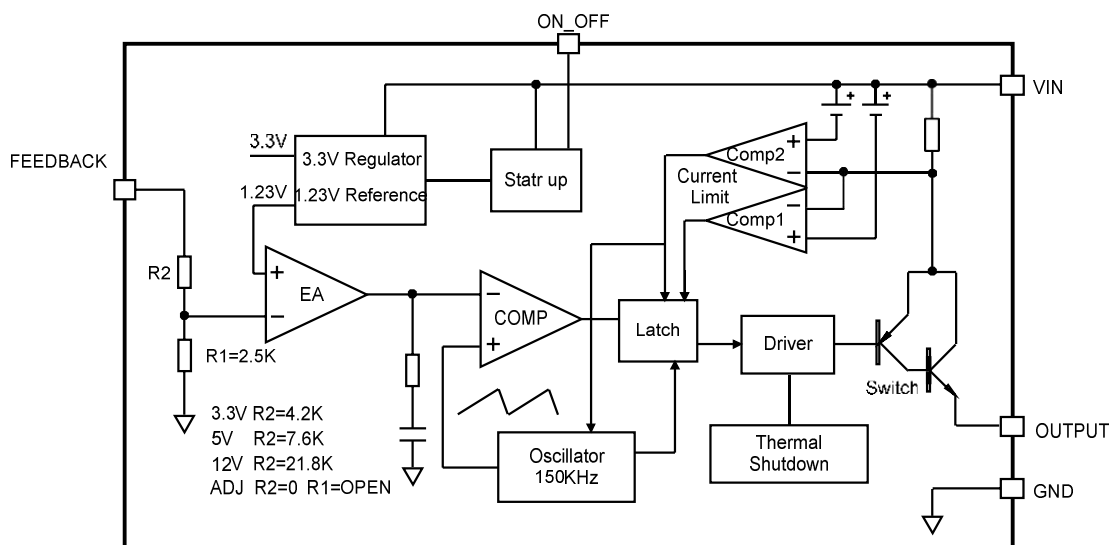 ON_OFF
VIN
FEEDBACK
3.3V
3.3V Regulator
1.23V
1.23V Reference
Statr up
+
+
+
Comp2
−
Current
Limit
−
Comp1
+
R2
+
EA
−
R1=2.5K
−
COMP
+
Latch
Driver
Switch
3.3V R2=4.2K
5V R2=7.6K
12V R2=21.8K
ADJ R2=0 R1=OPEN
Oscillator
150KHz
Thermal
Shutdown
OUTPUT
GND